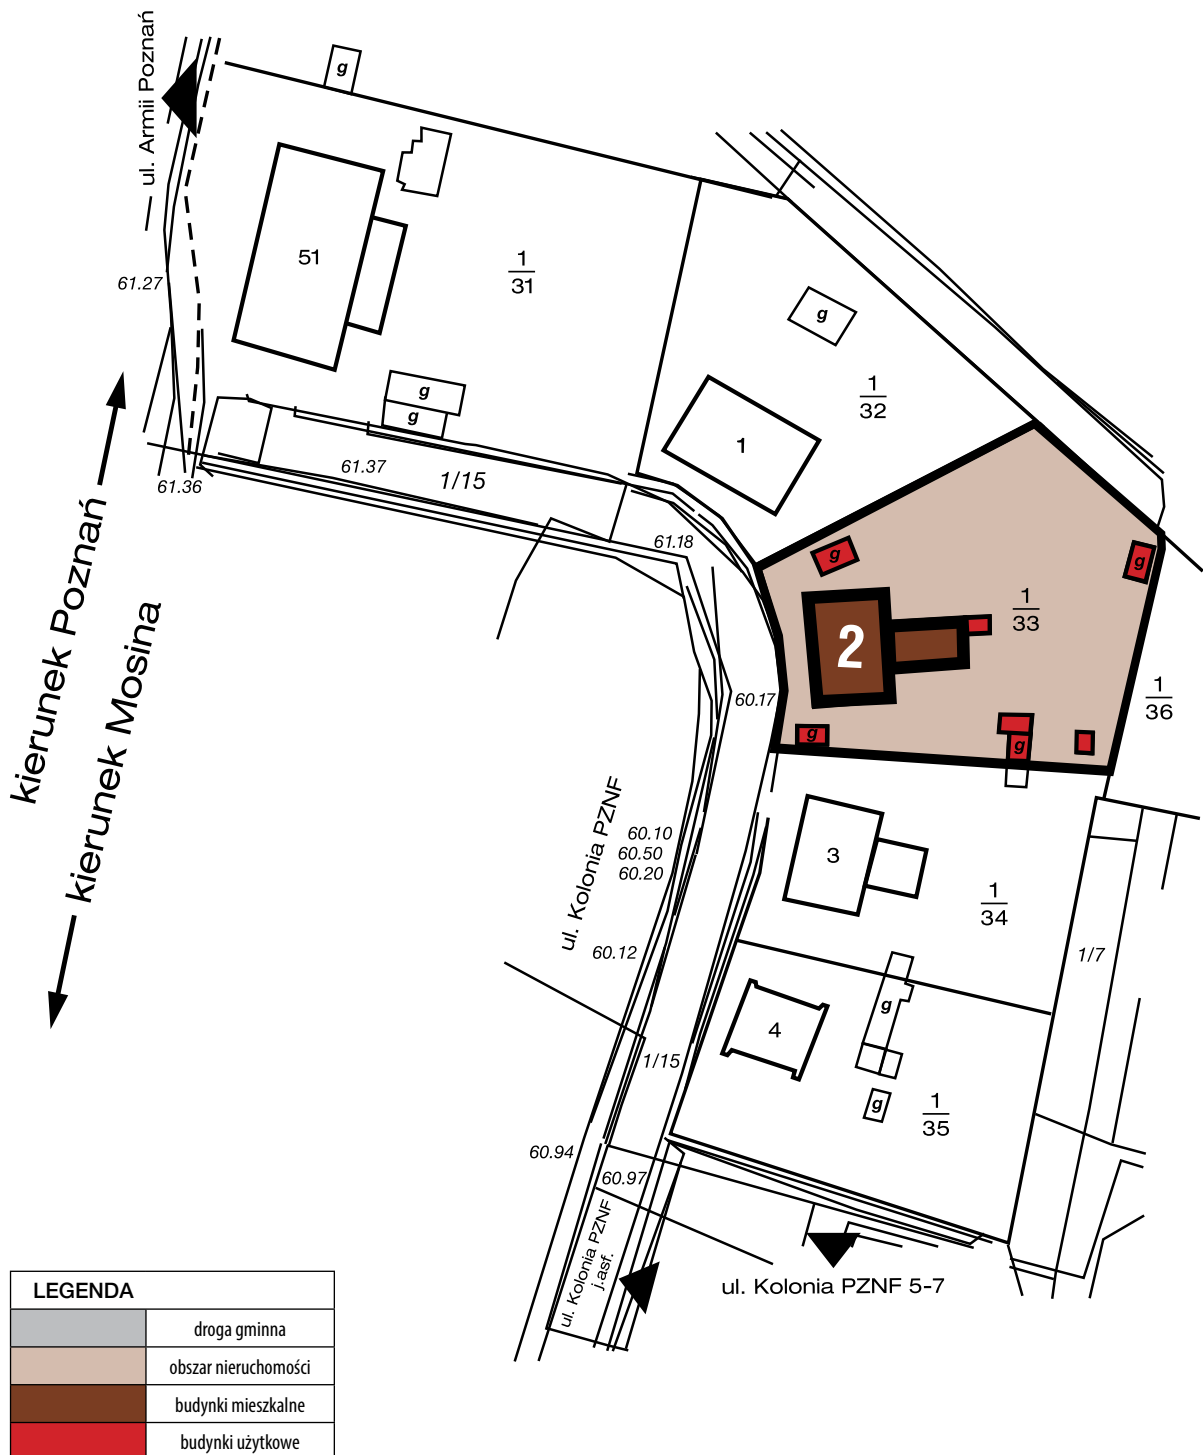 ul. Armii Poznań
g
51
1
31
61.27
g
1
32
g
g
1
61.36
61.37
1/15
61.18
kierunek Poznań
kierunek Mosina
g
g
1
33
2
60.17
1
36
g
g
ul. Kolonia PZNF
60.10
60.50
60.20
3
1
34
60.12
1/7
g
4
1/15
g
1
35
60.94
60.97
ul. Kolonia PZNF
j.asf.
ul. Kolonia PZNF 5-7
LEGENDA
droga gminna
obszar nieruchomości
budynki mieszkalne
budynki użytkowe